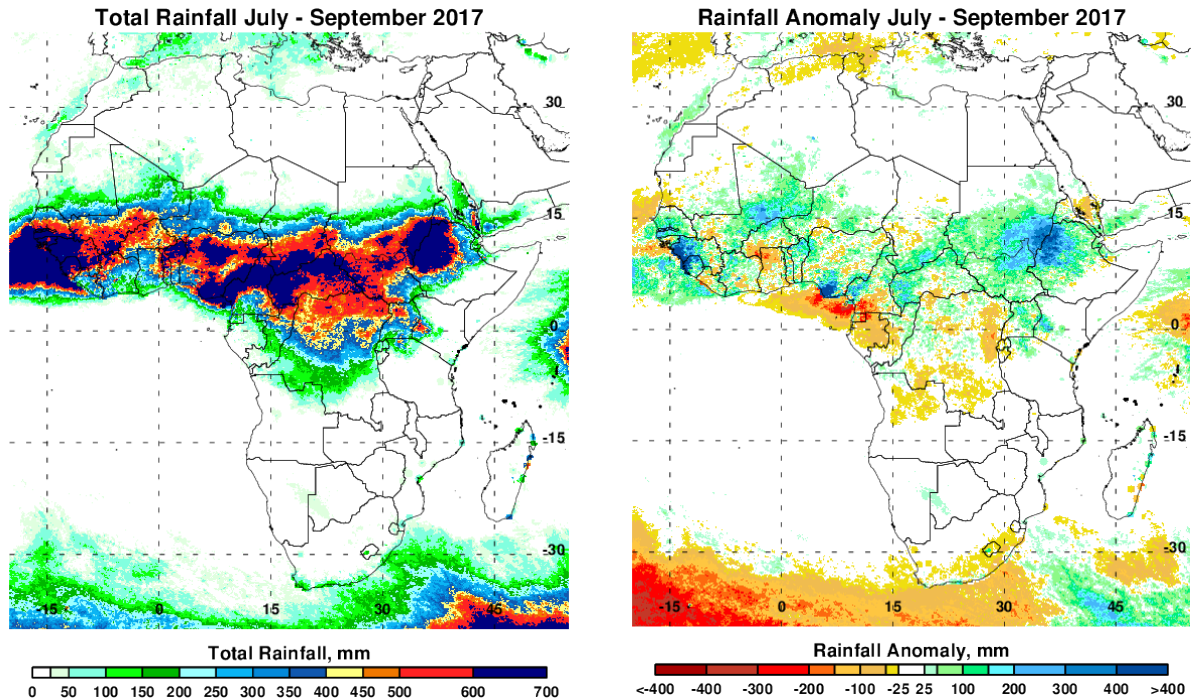 Total Rainfall July - September 2017
30
15
0
-15
-30
-15 0 15 30 45
Total Rainfall, mm
0 50 100 150 200 250 300 350 400 450 500 600 700
Rainfall Anomaly July - September 2017
30
15
0
-15
-30
-15 0 15 30 45
Rainfall Anomaly, mm
<-400 -400 -300 -200 -100 -25 25 100 200 300 400 >400